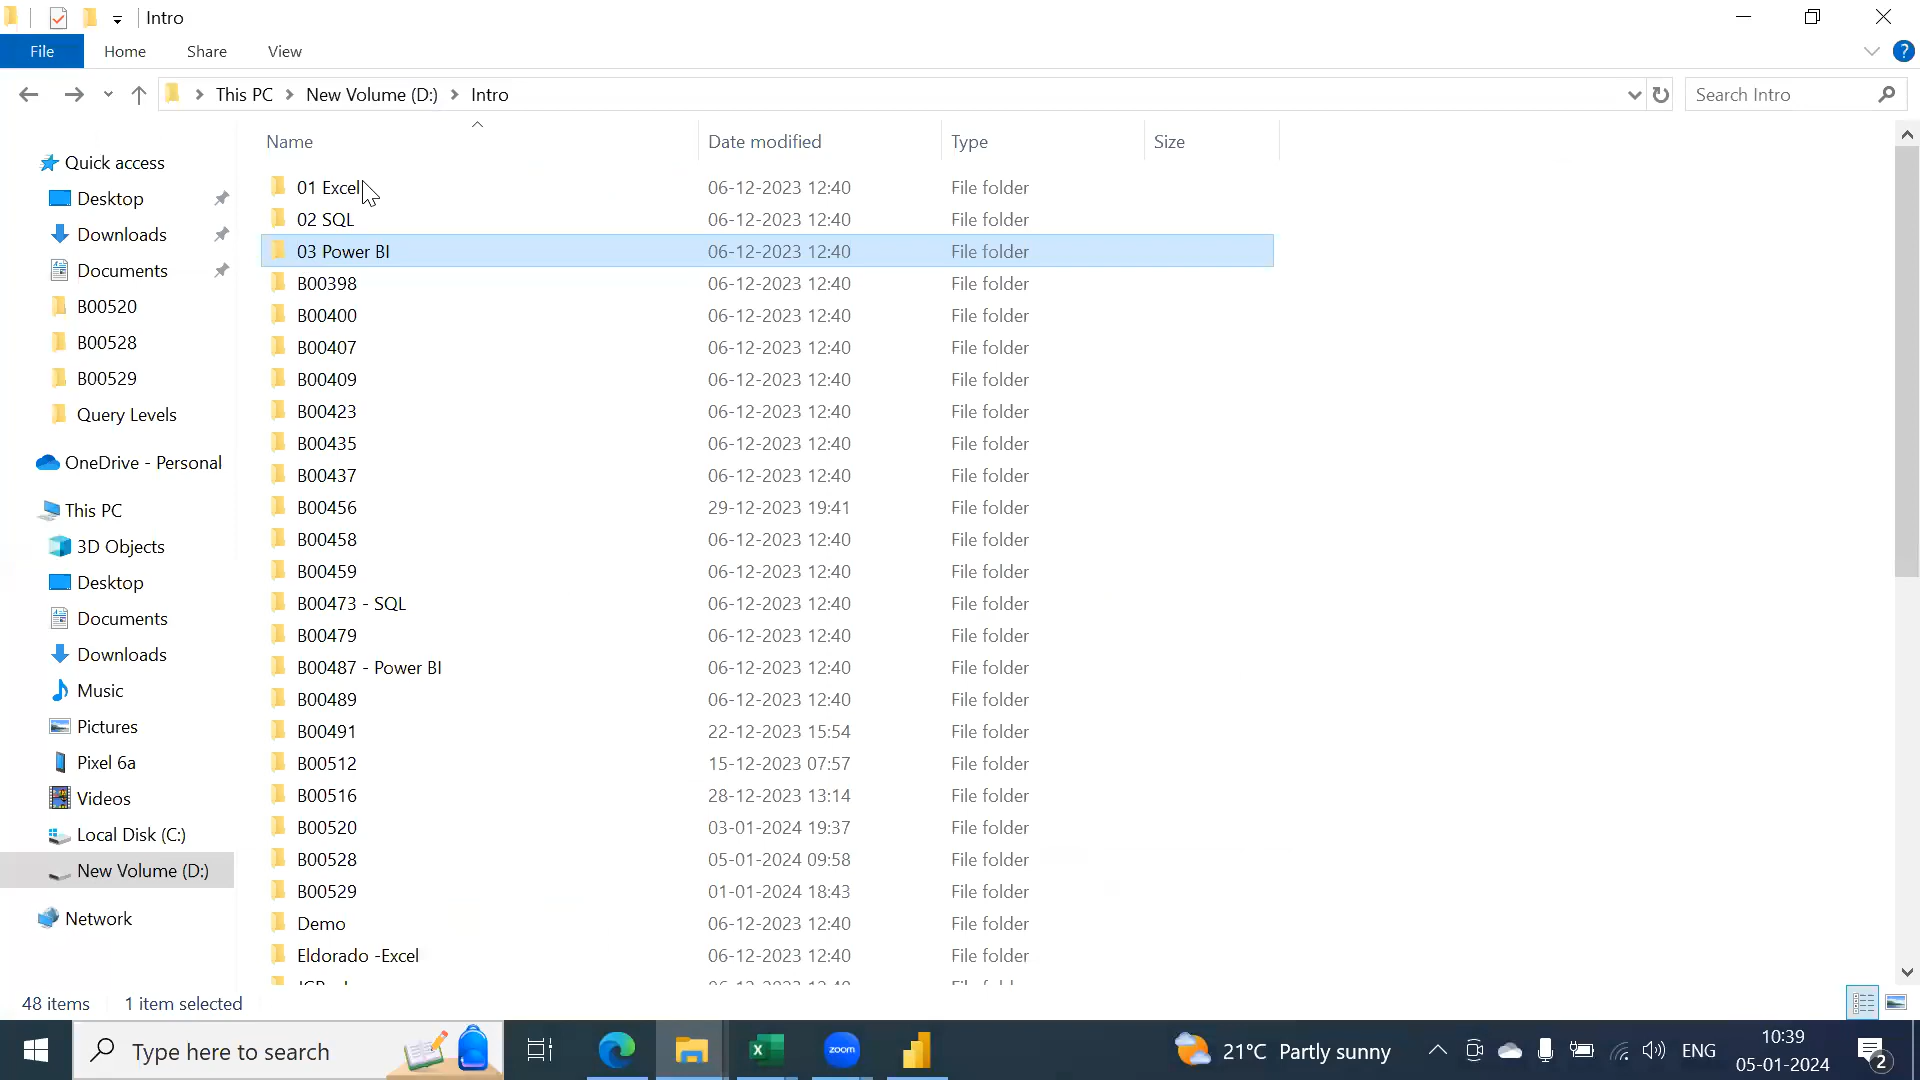 Intro
File Home Share View
This PC New Volume (D:) Intro
Search Intro
Name Date modified Type Size
Quick access
Desktop
Downloads
Documents
B00520
B00528
B00529
Query Levels
OneDrive - Personal
This PC
3D Objects
Desktop
Documents
Downloads
Music
Pictures
Pixel 6a
Videos
Local Disk (C:)
New Volume (D:)
Network
01 Excel 06-12-2023 12:40 File folder
02 SQL 06-12-2023 12:40 File folder
03 Power BI 06-12-2023 12:40 File folder
B00398 06-12-2023 12:40 File folder
B00400 06-12-2023 12:40 File folder
B00407 06-12-2023 12:40 File folder
B00409 06-12-2023 12:40 File folder
B00423 06-12-2023 12:40 File folder
B00435 06-12-2023 12:40 File folder
B00437 06-12-2023 12:40 File folder
B00456 29-12-2023 19:41 File folder
B00458 06-12-2023 12:40 File folder
B00459 06-12-2023 12:40 File folder
B00473 - SQL 06-12-2023 12:40 File folder
B00479 06-12-2023 12:40 File folder
B00487 - Power BI 06-12-2023 12:40 File folder
B00489 06-12-2023 12:40 File folder
B00491 22-12-2023 15:54 File folder
B00512 15-12-2023 07:57 File folder
B00516 28-12-2023 13:14 File folder
B00520 03-01-2024 19:37 File folder
B00528 05-01-2024 09:58 File folder
B00529 01-01-2024 18:43 File folder
Demo 06-12-2023 12:40 File folder
Eldorado -Excel 06-12-2023 12:40 File folder
48 items 1 item selected
Type here to search
zoom
21°C Partly sunny
ENG
10:39
05-01-2024
2